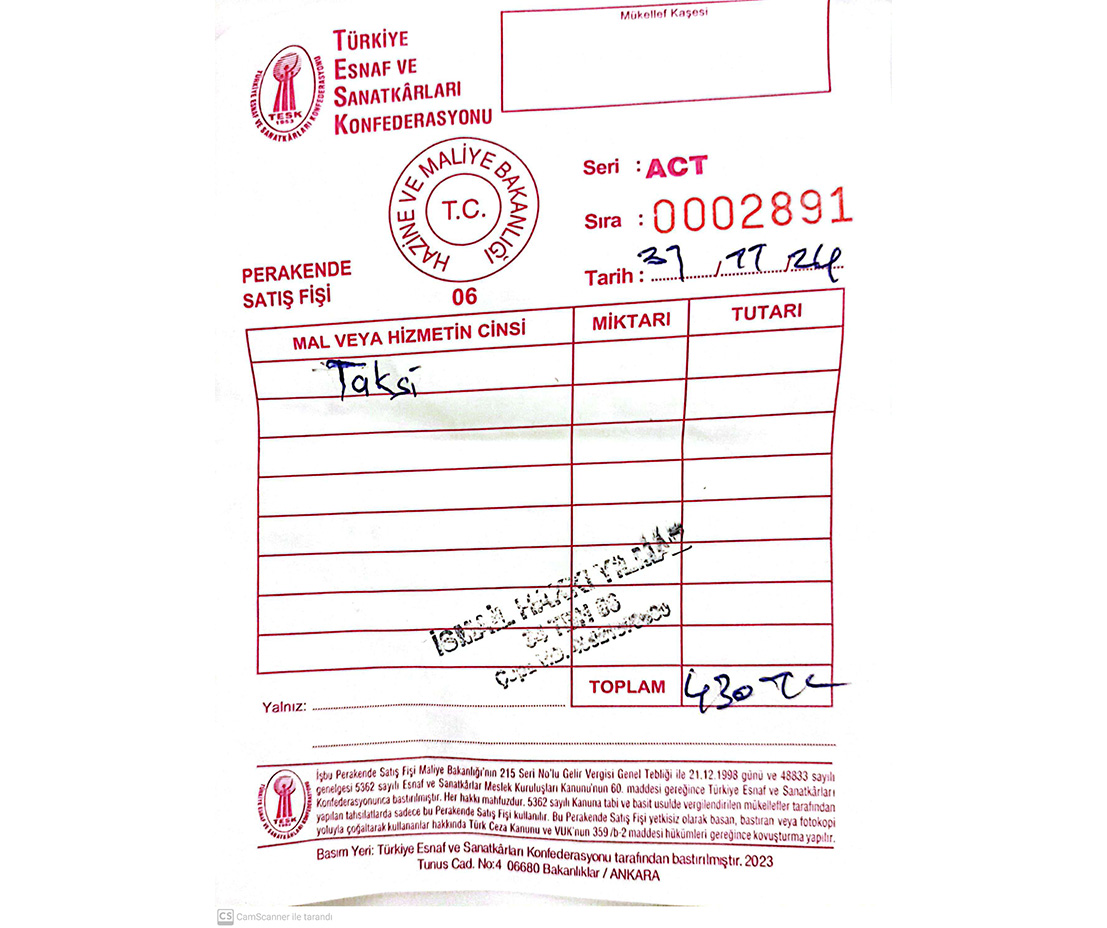 Mükellef Kaşesi
TÜRKİYE
ESNAF VE
SANATKÂRLARI
KONFEDERASYONU
TÜRKİYE ESNAF VE SANATKÂRLARI KONFEDERASYONU
TESK
1953
HAZİNE VE MALİYE BAKANLIĞI
T.C.
06
Seri : ACT
Sıra : 0002891
Tarih : 31 / 11 / 24
PERAKENDE
SATIŞ FİŞİ
MAL VEYA HİZMETİN CİNSİ MİKTARI TUTARI
Taksi
İSMAİL HAKKI YILMAZ
TOPLAM 430 TL
Yalnız:
İşbu Perakende Satış Fişi Maliye Bakanlığı'nın 215 Seri No'lu Gelir Vergisi Genel Tebliği ile 21.12.1998 günü ve 48833 sayılı
genelgesi 5362 sayılı Esnaf ve Sanatkârlar Meslek Kuruluşları Kanunu'nun 60. maddesi gereğince Türkiye Esnaf ve Sanatkârları
Konfederasyonunca bastırılmıştır. Her hakkı mahfuzdur. 5362 sayılı Kanuna tabi ve basit usulde vergilendirilen mükellefler tarafından
yapılan tahsilatlarda sadece bu Perakende Satış Fişi kullanılır. Bu Perakende Satış Fişi yetkisiz olarak basan, bastıran veya fotokopi
yoluyla çoğaltarak kullananlar hakkında Türk Ceza Kanunu ve VUK'nun 359 /b-2 maddesi hükümleri gereğince kovuşturma yapılır.
TÜRKİYE ESNAF VE SANATKÂRLARI KONFEDERASYONU
TESK
Basım Yeri: Türkiye Esnaf ve Sanatkârları Konfederasyonu tarafından bastırılmıştır. 2023
Tunus Cad. No:4 06680 Bakanlıklar / ANKARA
CS CamScanner ile tarandı